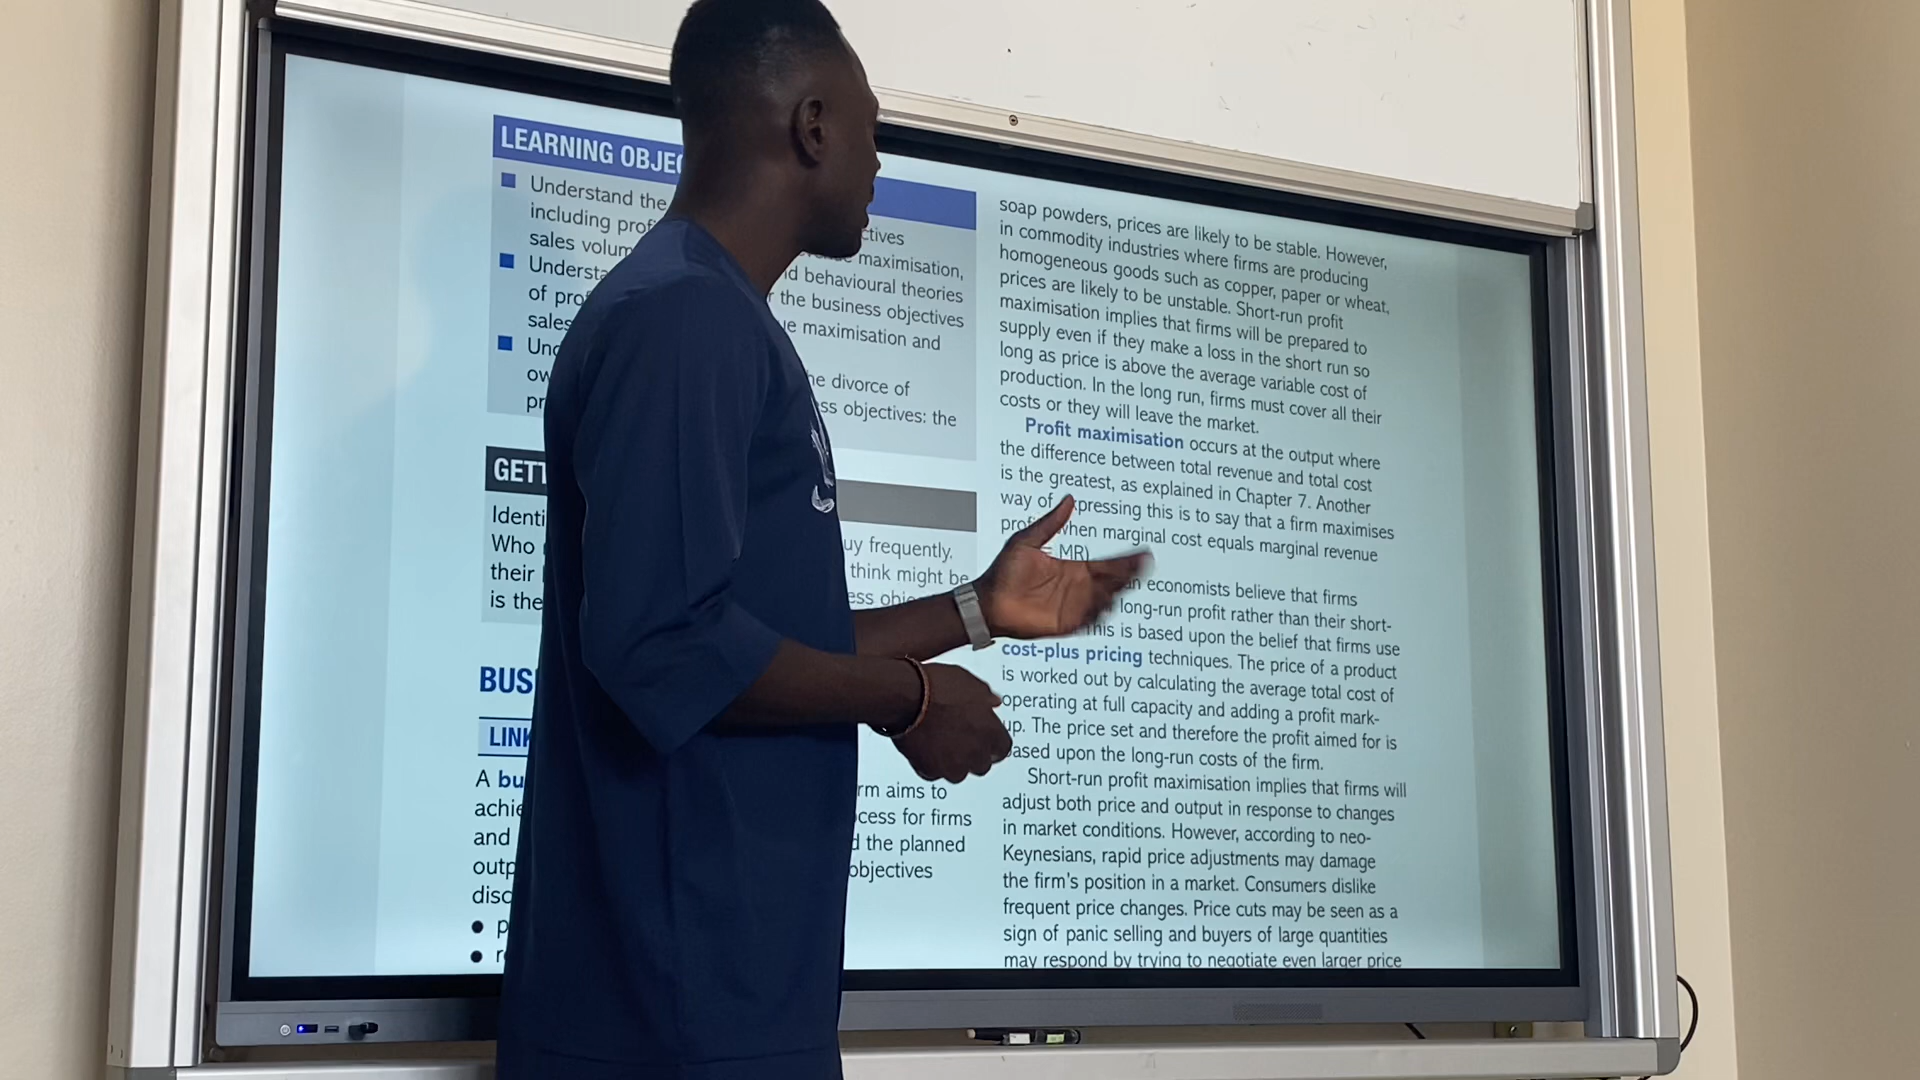 LEARNING OBJE
Understand the
including prof
sales volum
ctives
maximisation,
Understa
of pro
sales
d behavioural theories
the business objectives
e maximisation and
Und
ow
pr
he divorce of
ss objectives: the
GETT
Identi
Who
their
is the
uy frequently.
think might be
ess
BUS
LINK
A bu
achie
and
outp
disc
p
r
rm aims to
cess for firms
d the planned
objectives
soap powders, prices are likely to be stable. However,
in commodity industries where firms are producing
homogeneous goods such as copper, paper or wheat,
prices are likely to be unstable. Short-run profit
maximisation implies that firms will be prepared to
supply even if they make a loss in the short run so
long as price is above the average variable cost of
production. In the long run, firms must cover all their
costs or they will leave the market.
Profit maximisation occurs at the output where
the difference between total revenue and total cost
is the greatest, as explained in Chapter 7. Another
way of xpressing this is to say that a firm maximises
prof when marginal cost equals marginal revenue
= MR)
an economists believe that firms
long-run profit rather than their short-
This is based upon the belief that firms use
cost-plus pricing techniques. The price of a product
is worked out by calculating the average total cost of
operating at full capacity and adding a profit mark-
up. The price set and therefore the profit aimed for is
based upon the long-run costs of the firm.
Short-run profit maximisation implies that firms will
adjust both price and output in response to changes
in market conditions. However, according to neo-
Keynesians, rapid price adjustments may damage
the firm's position in a market. Consumers dislike
frequent price changes. Price cuts may be seen as a
sign of panic selling and buyers of large quantities
may respond by trying to negotiate even larger price